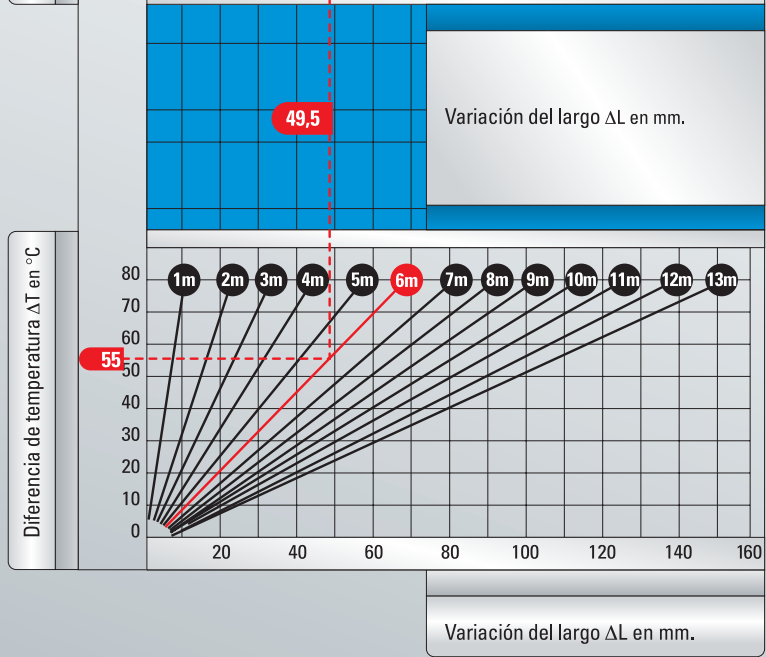 49,5
Variación del largo ΔL en mm.
Diferencia de temperatura ΔT en °C
1m 2m 3m 4m 5m 6m 7m 8m 9m 10m 11m 12m 13m
80
70
60
55
50
40
30
20
10
0
20 40 60 80 100 120 140 160
Variación del largo ΔL en mm.